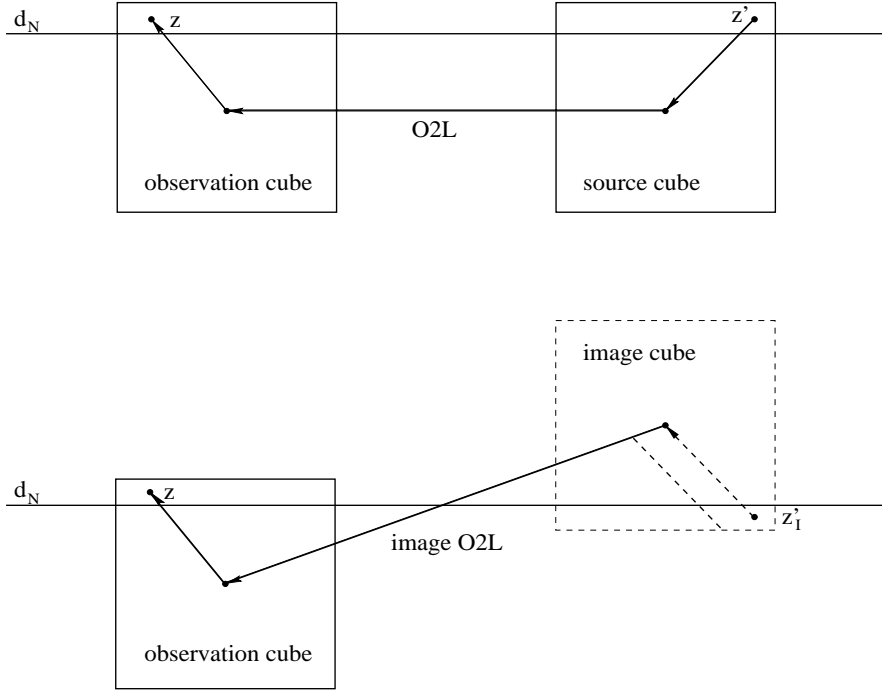 d_N z z'
O2L
observation cube source cube
image cube
d_N z z'_I
image O2L
observation cube